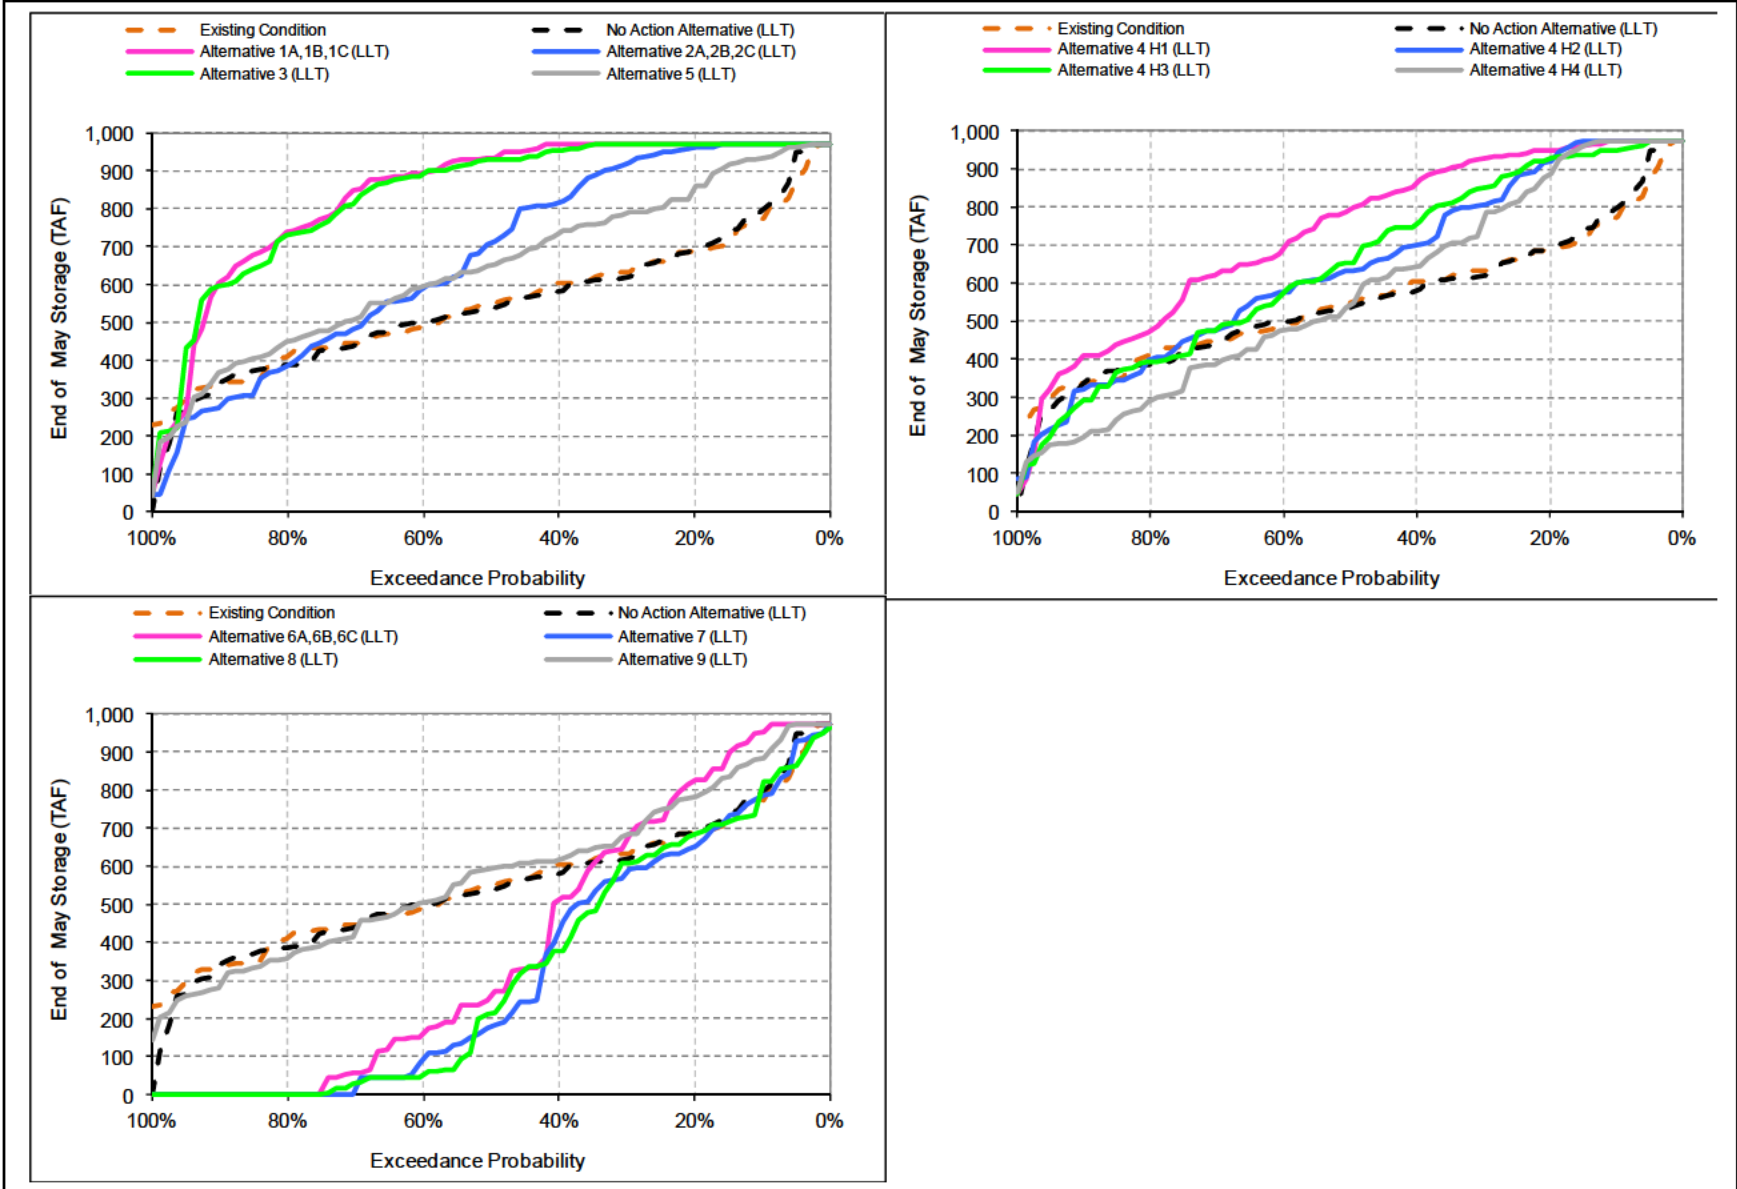 Existing Condition
No Action Alternative (LLT)
Alternative 1A,1B,1C (LLT)
Alternative 2A,2B,2C (LLT)
Alternative 3 (LLT)
Alternative 5 (LLT)
End of May Storage (TAF)
1,000
900
800
700
600
500
400
300
200
100
0
100%
80%
60%
40%
20%
0%
Exceedance Probability
Existing Condition
No Action Alternative (LLT)
Alternative 4 H1 (LLT)
Alternative 4 H2 (LLT)
Alternative 4 H3 (LLT)
Alternative 4 H4 (LLT)
End of May Storage (TAF)
1,000
900
800
700
600
500
400
300
200
100
0
100%
80%
60%
40%
20%
0%
Exceedance Probability
Existing Condition
No Action Alternative (LLT)
Alternative 6A,6B,6C (LLT)
Alternative 7 (LLT)
Alternative 8 (LLT)
Alternative 9 (LLT)
End of May Storage (TAF)
1,000
900
800
700
600
500
400
300
200
100
0
100%
80%
60%
40%
20%
0%
Exceedance Probability